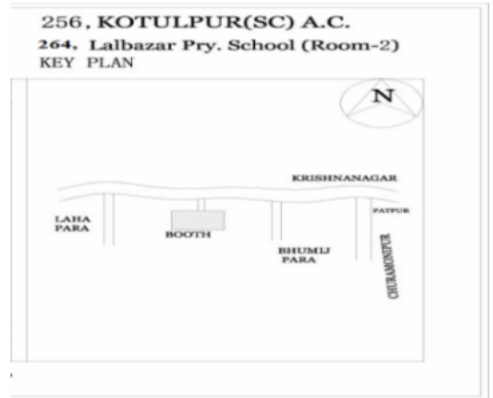 256, KOTULPUR(SC) A.C.
264, Lalbazar Pry. School (Room-2)
KEY PLAN
N
KRISHNANAGAR
PATPUR
LAHA
PARA
BOOTH
BHUMIJ
PARA
CHURAMONIPUR